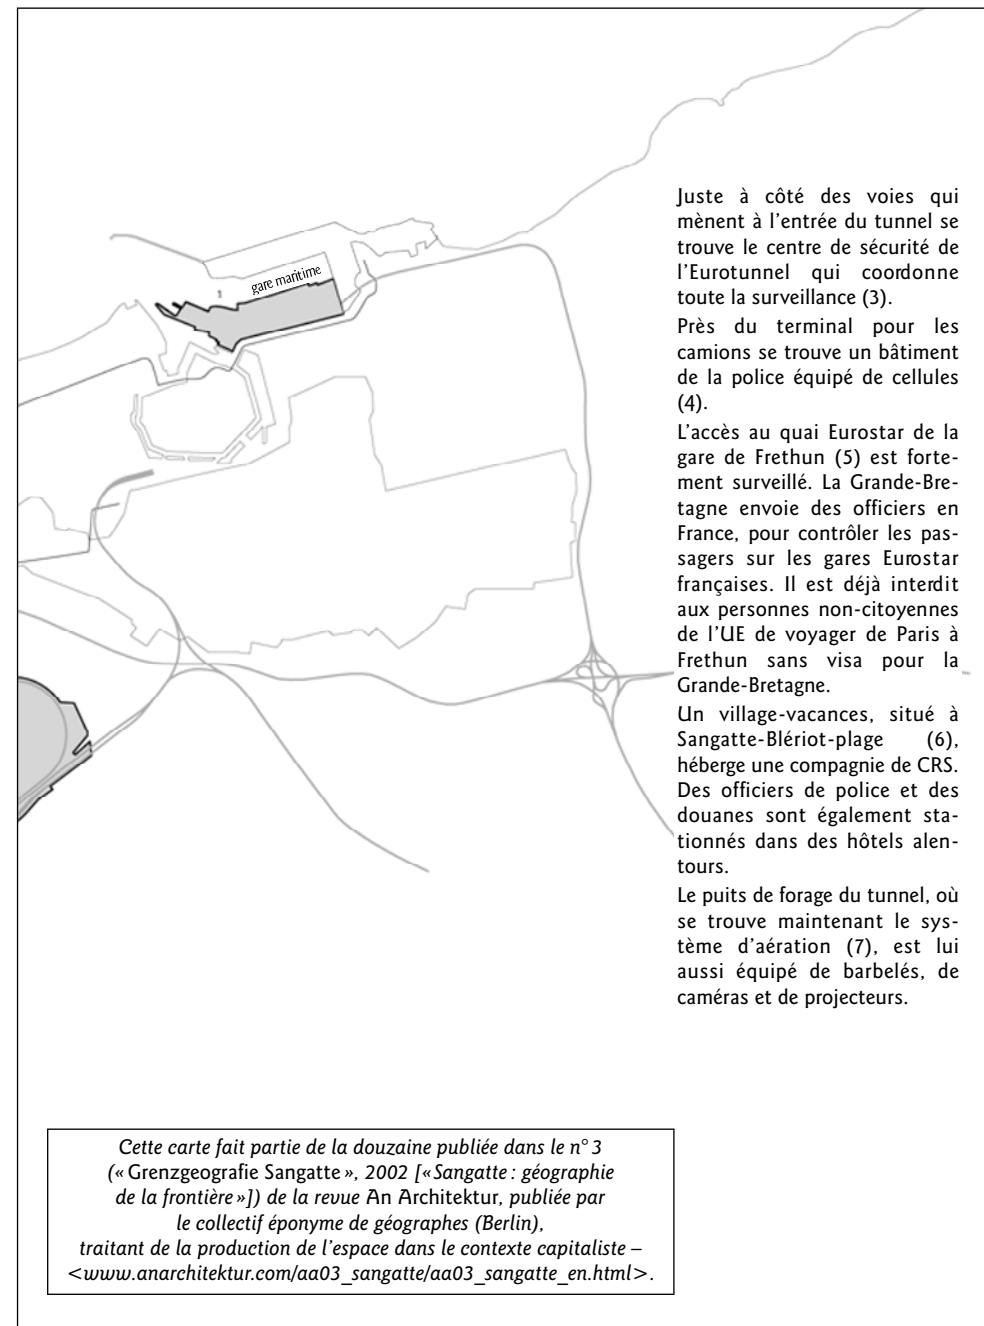 gare maritime
1
Juste à côté des voies qui
mènent à l'entrée du tunnel se
trouve le centre de sécurité de
l'Eurotunnel qui coordonne
toute la surveillance (3).
Près du terminal pour les
camions se trouve un bâtiment
de la police équipé de cellules
(4).
L'accès au quai Eurostar de la
gare de Frethun (5) est forte-
ment surveillé. La Grande-Bre-
tagne envoie des officiers en
France, pour contrôler les pas-
sagers sur les gares Eurostar
françaises. Il est déjà interdit
aux personnes non-citoyennes
de l'UE de voyager de Paris à
Frethun sans visa pour la
Grande-Bretagne.
Un village-vacances, situé à
Sangatte-Blériot-plage (6),
héberge une compagnie de CRS.
Des officiers de police et des
douanes sont également sta-
tionnés dans des hôtels alen-
tours.
Le puits de forage du tunnel, où
se trouve maintenant le sys-
tème d'aération (7), est lui
aussi équipé de barbelés, de
caméras et de projecteurs.
Cette carte fait partie de la douzaine publiée dans le n° 3
(« Grenzgeografie Sangatte », 2002 [« Sangatte : géographie
de la frontière »]) de la revue An Architektur, publiée par
le collectif éponyme de géographes (Berlin),
traitant de la production de l'espace dans le contexte capitaliste –
<www.anarchitektur.com/aa03_sangatte/aa03_sangatte_en.html>.